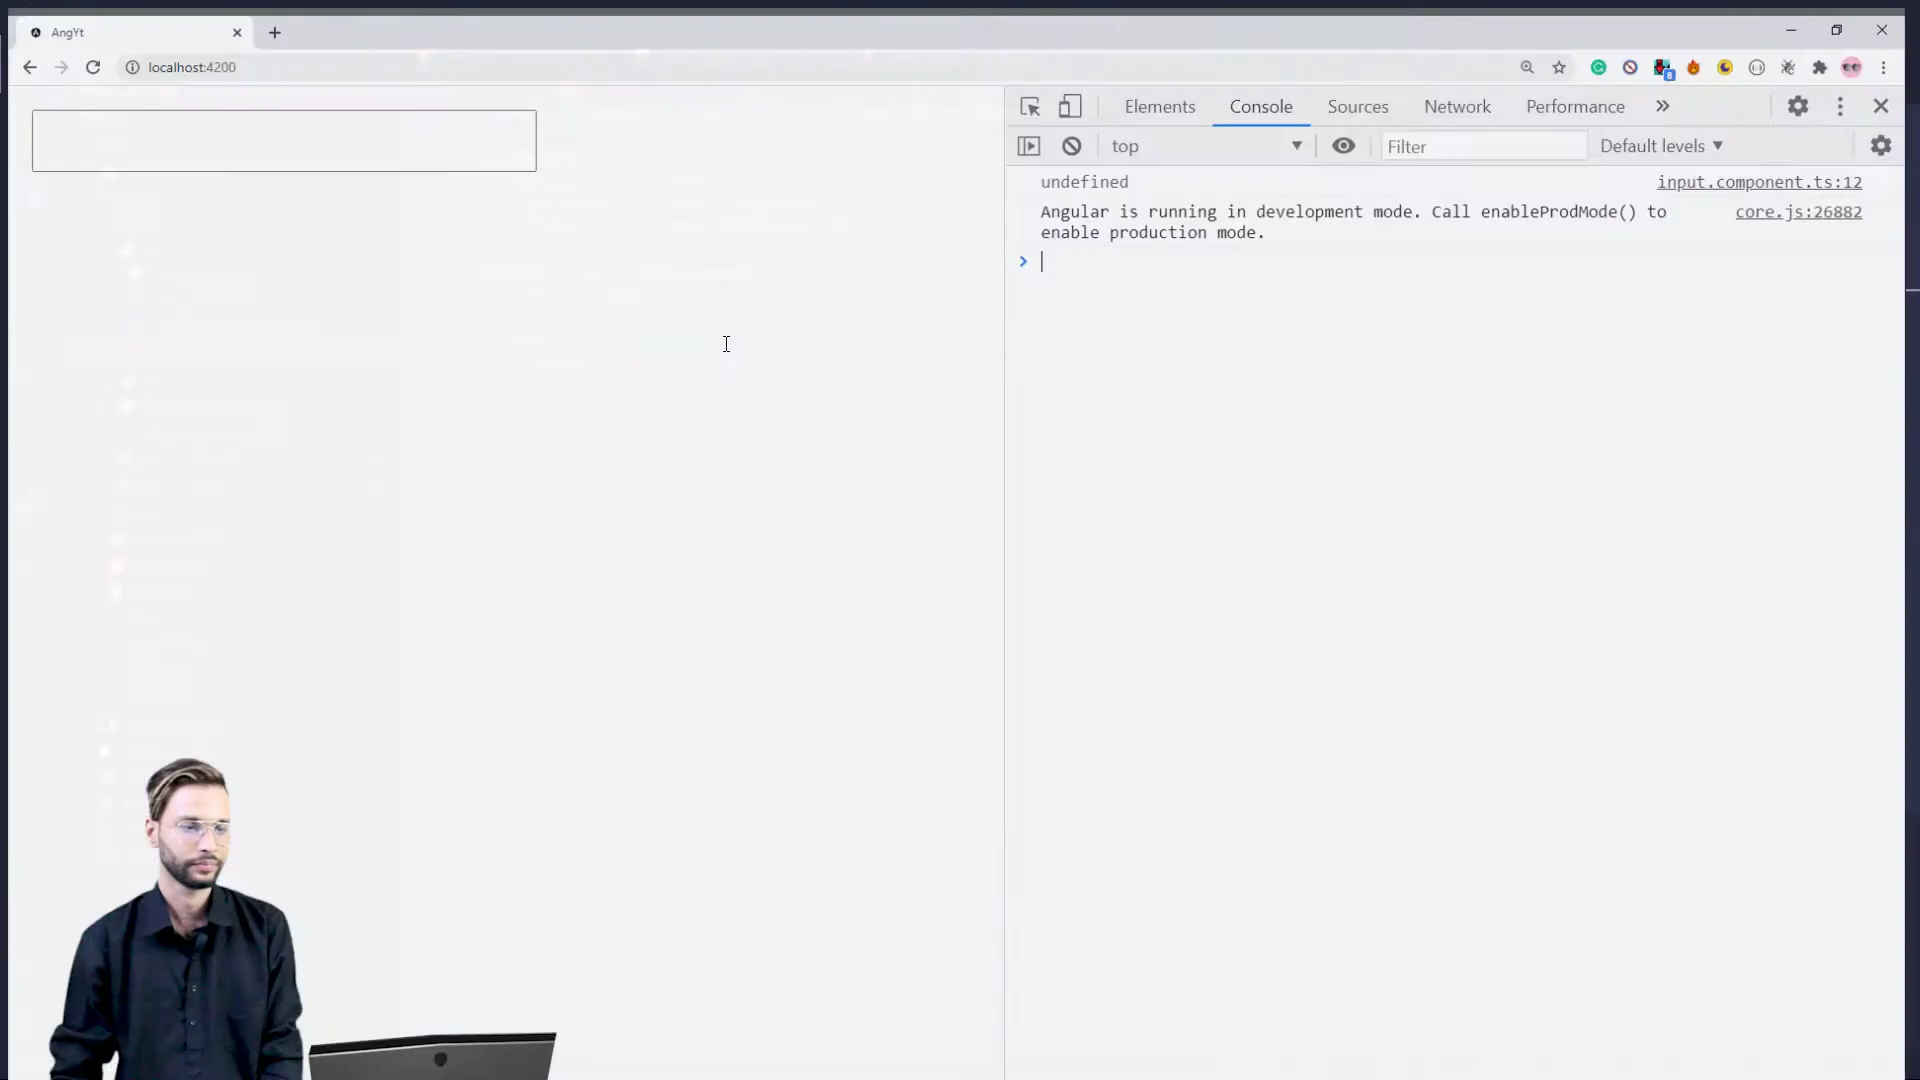 AngYt
localhost:4200
8
Elements Console Sources Network Performance
top Filter Default levels
undefined input.component.ts:12
Angular is running in development mode. Call enableProdMode() to core.js:26882
enable production mode.